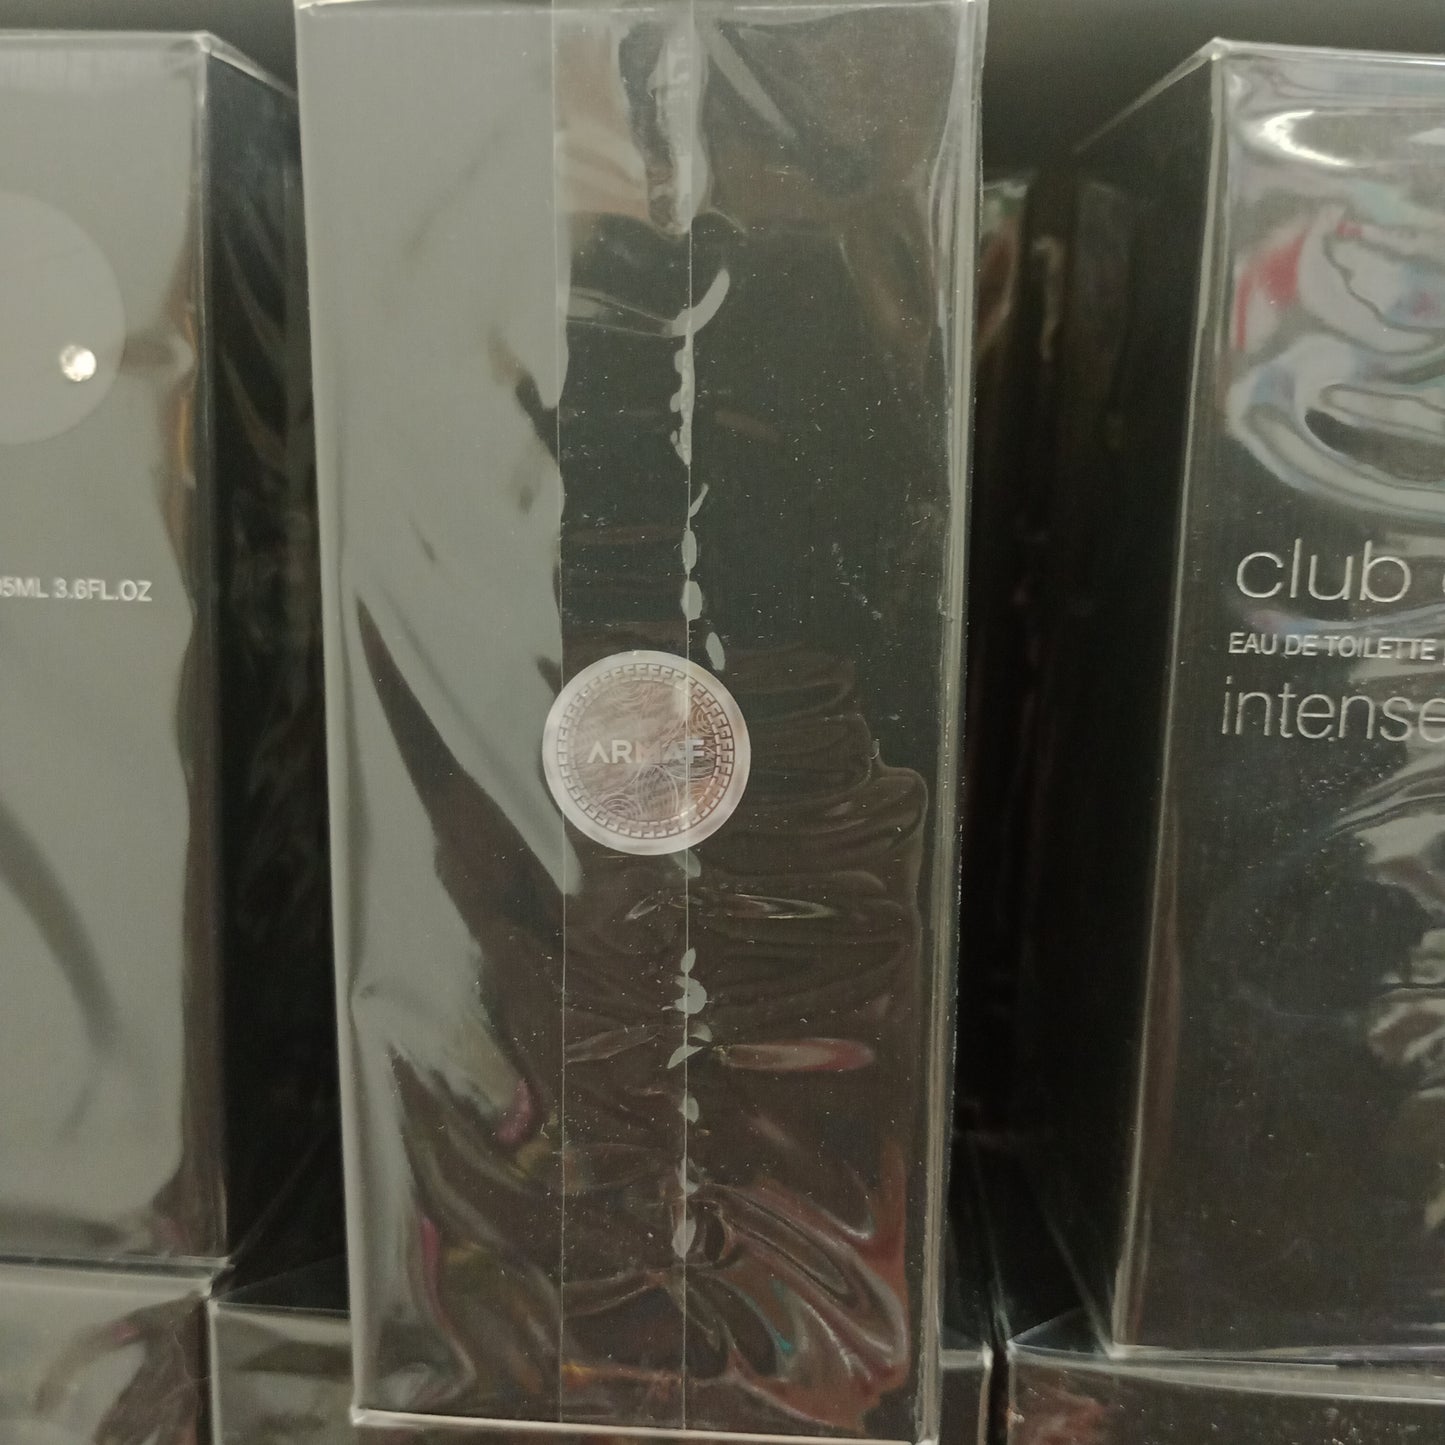 5ML 3.6FL.OZ
ARMAF
club
EAU DE TOILETTE
intense